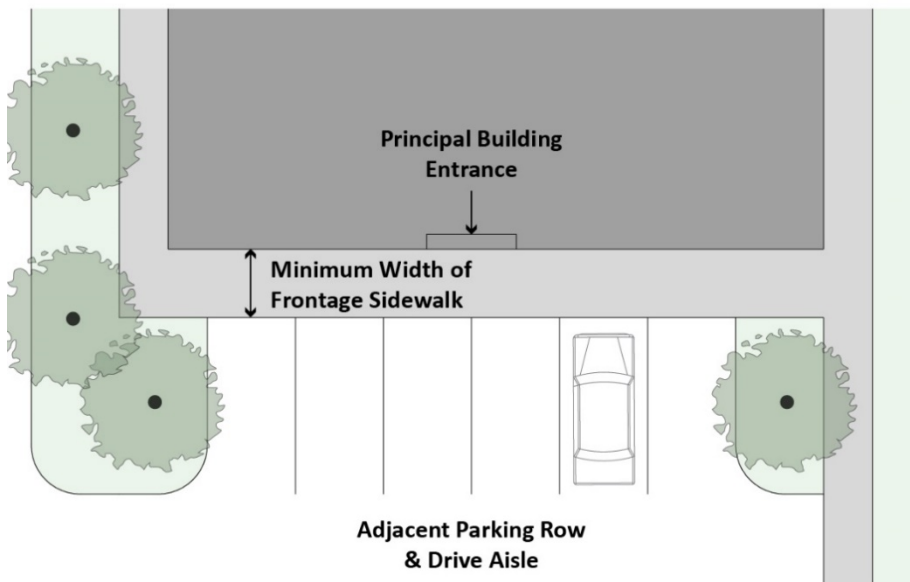 Principal Building
Entrance
Minimum Width of
Frontage Sidewalk
Adjacent Parking Row
& Drive Aisle